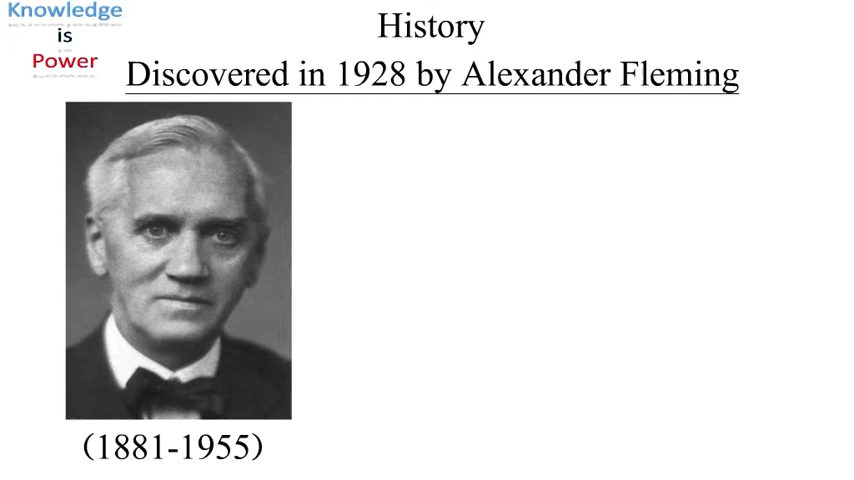 Knowledge
is
Power
History
Discovered in 1928 by Alexander Fleming
(1881-1955)